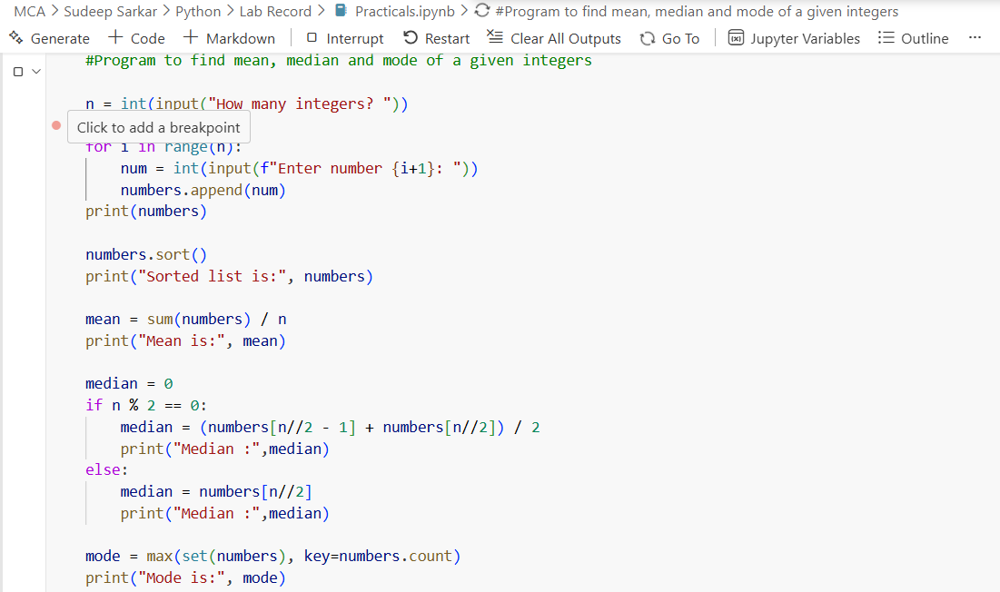 MCA > Sudeep Sarkar > Python > Lab Record > Practicals.ipynb > #Program to find mean, median and mode of a given integers
Generate + Code + Markdown Interrupt Restart Clear All Outputs Go To Jupyter Variables Outline ...
#Program to find mean, median and mode of a given integers
n = int(input("How many integers? "))
Click to add a breakpoint
for i in range(n):
    num = int(input(f"Enter number {i+1}: "))
    numbers.append(num)
print(numbers)
numbers.sort()
print("Sorted list is:", numbers)
mean = sum(numbers) / n
print("Mean is:", mean)
median = 0
if n % 2 == 0:
    median = (numbers[n//2 - 1] + numbers[n//2]) / 2
    print("Median :",median)
else:
    median = numbers[n//2]
    print("Median :",median)
mode = max(set(numbers), key=numbers.count)
print("Mode is:", mode)